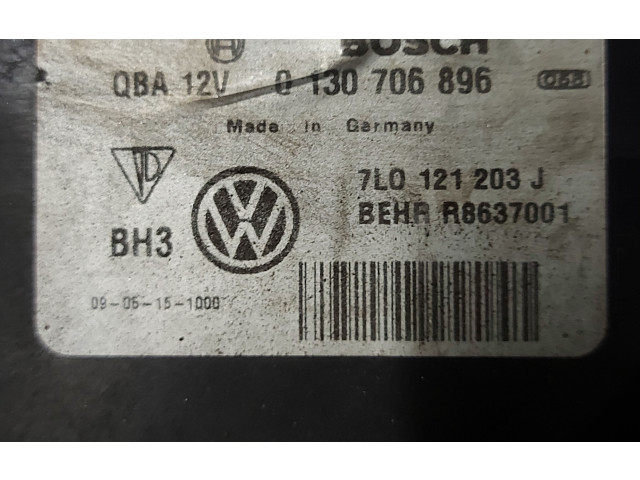 BOSCH
QBA 12V 0 130 706 896
Made in Germany
7L0 121 203 J
BEHR R8637001
BH3
09-06-15-1000